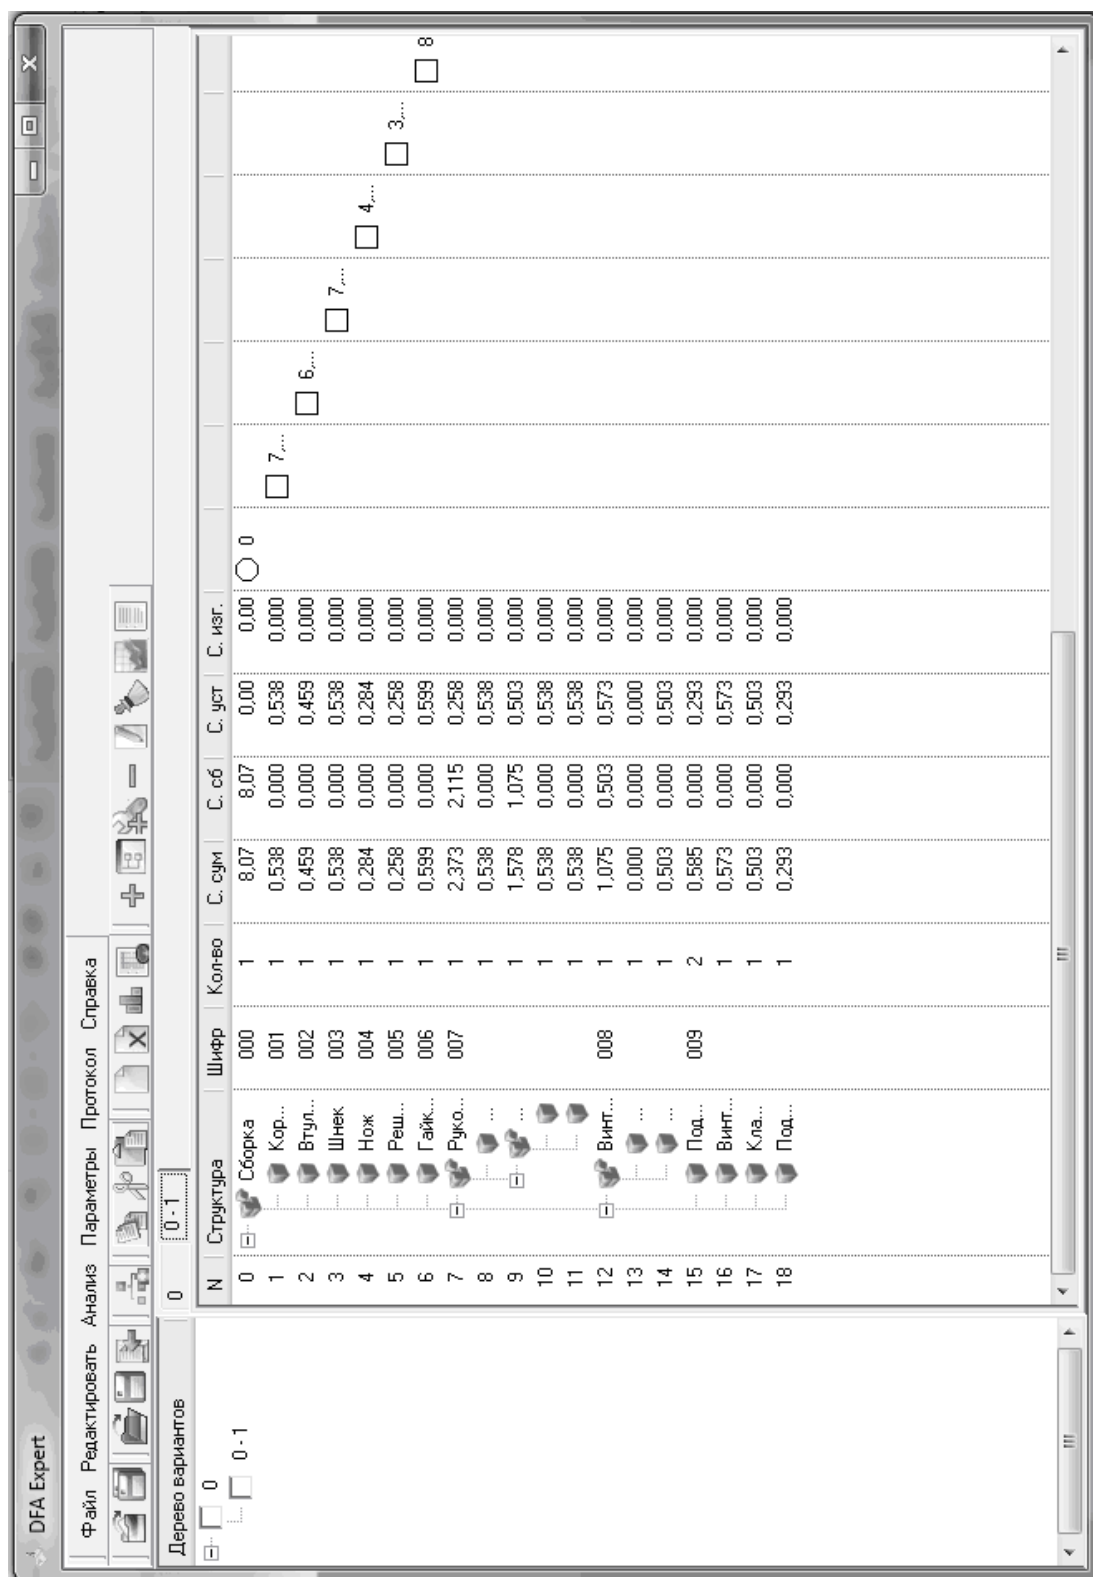 DFA Expert
Файл Редактировать Анализ Параметры Протокол Справка
Дерево вариантов
0
0 - 1
0 0 - 1
N Структура Шифр Кол-во С. сум С. сб С. уст С. изг.
0 Сборка 000 1 8,07 8,07 0,00 0,00 0
1 Кор... 001 1 0,538 0,000 0,538 0,000 7,...
2 Втул... 002 1 0,459 0,000 0,459 0,000 6,...
3 Шнек 003 1 0,538 0,000 0,538 0,000 7,...
4 Нож 004 1 0,284 0,000 0,284 0,000 4,...
5 Реш... 005 1 0,258 0,000 0,258 0,000 3,...
6 Гайк... 006 1 0,599 0,000 0,599 0,000 8
7 Руко... 007 1 2,373 2,115 0,258 0,000
8 ... 1 0,538 0,000 0,538 0,000
9 ... 1 1,578 1,075 0,503 0,000
10 1 0,538 0,000 0,538 0,000
11 1 0,538 0,000 0,538 0,000
12 Винт... 008 1 1,075 0,503 0,573 0,000
13 ... 1 0,000 0,000 0,000 0,000
14 ... 1 0,503 0,000 0,503 0,000
15 Под... 009 2 0,585 0,000 0,293 0,000
16 Винт... 1 0,573 0,000 0,573 0,000
17 Кла... 1 0,503 0,000 0,503 0,000
18 Под... 1 0,293 0,000 0,293 0,000